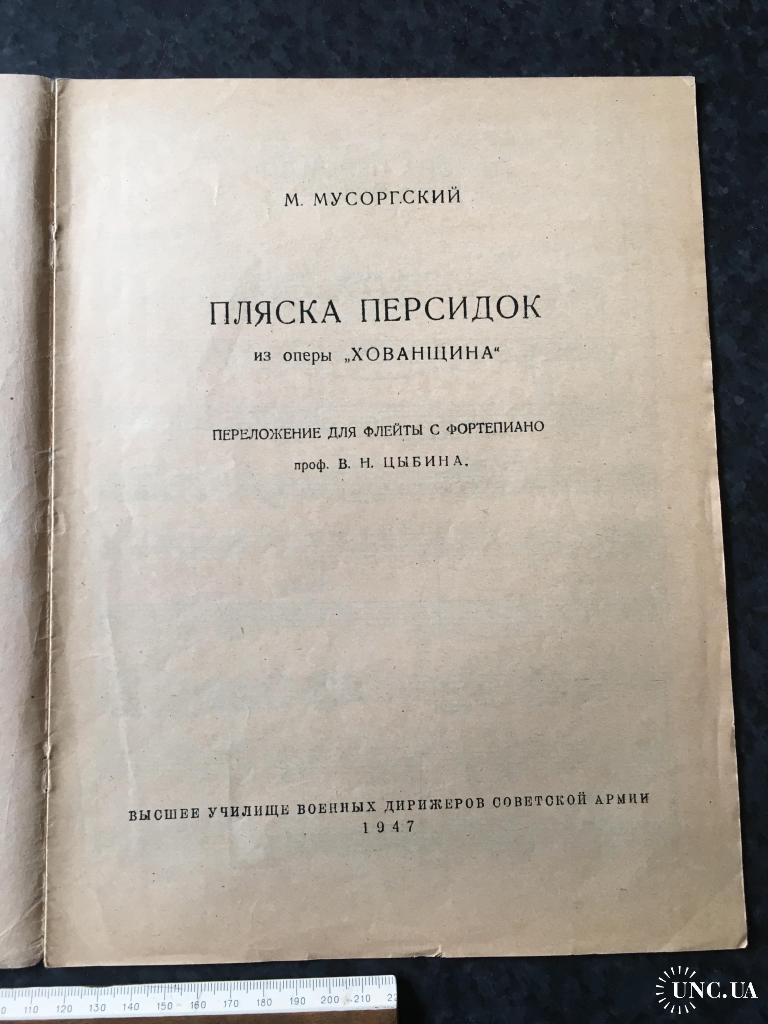 М. МУСОРГСКИЙ
ПЛЯСКА ПЕРСИДОК
из оперы „ХОВАНЩИНА“
ПЕРЕЛОЖЕНИЕ ДЛЯ ФЛЕЙТЫ С ФОРТЕПИАНО
проф. В. Н. ЦЫБИНА.
ВЫСШЕЕ УЧИЛИЩЕ ВОЕННЫХ ДИРИЖЕРОВ СОВЕТСКОЙ АРМИИ
1947
110 120 130 140 150 160 170 180 190 200 210
UNC.UA